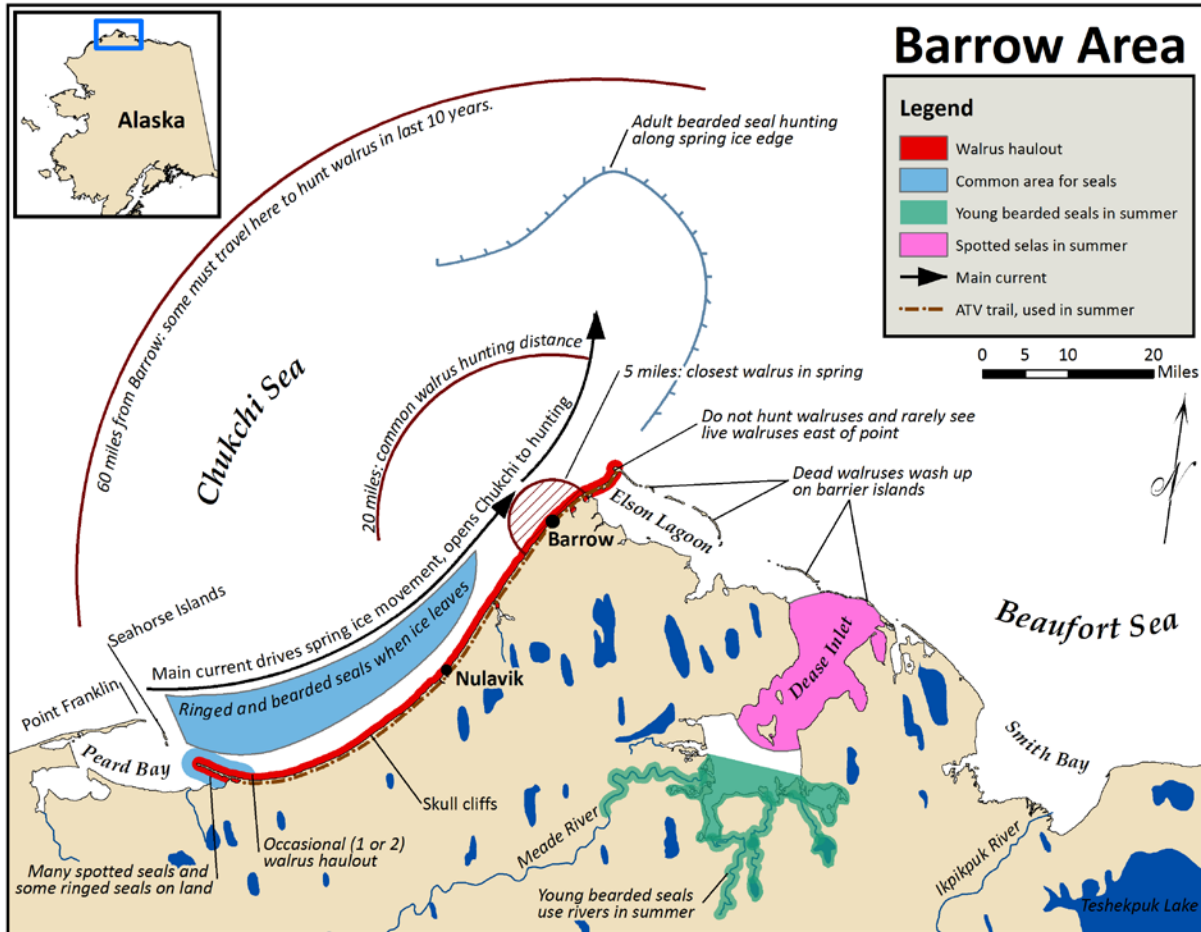 Barrow Area
Alaska
Legend
Walrus haulout
Common area for seals
Young bearded seals in summer
Spotted selas in summer
Main current
ATV trail, used in summer
0 5 10 20
Miles
60 miles from Barrow: some must travel here to hunt walrus in last 10 years.
Adult bearded seal hunting
along spring ice edge
Chukchi Sea
20 miles: common walrus hunting distance
5 miles: closest walrus in spring
Do not hunt walruses and rarely see
live walruses east of point
Dead walruses wash up
on barrier islands
Main current drives spring ice movement, opens Chukchi to hunting
Elson Lagoon
Barrow
Seahorse Islands
Ringed and bearded seals when ice leaves
Beaufort Sea
Dease Inlet
Nulavik
Point Franklin
Peard Bay
Smith Bay
Skull cliffs
Meade River
Occasional (1 or 2)
walrus haulout
Many spotted seals and
some ringed seals on land
Ikpikpuk River
Young bearded seals
use rivers in summer
Teshekpuk Lake